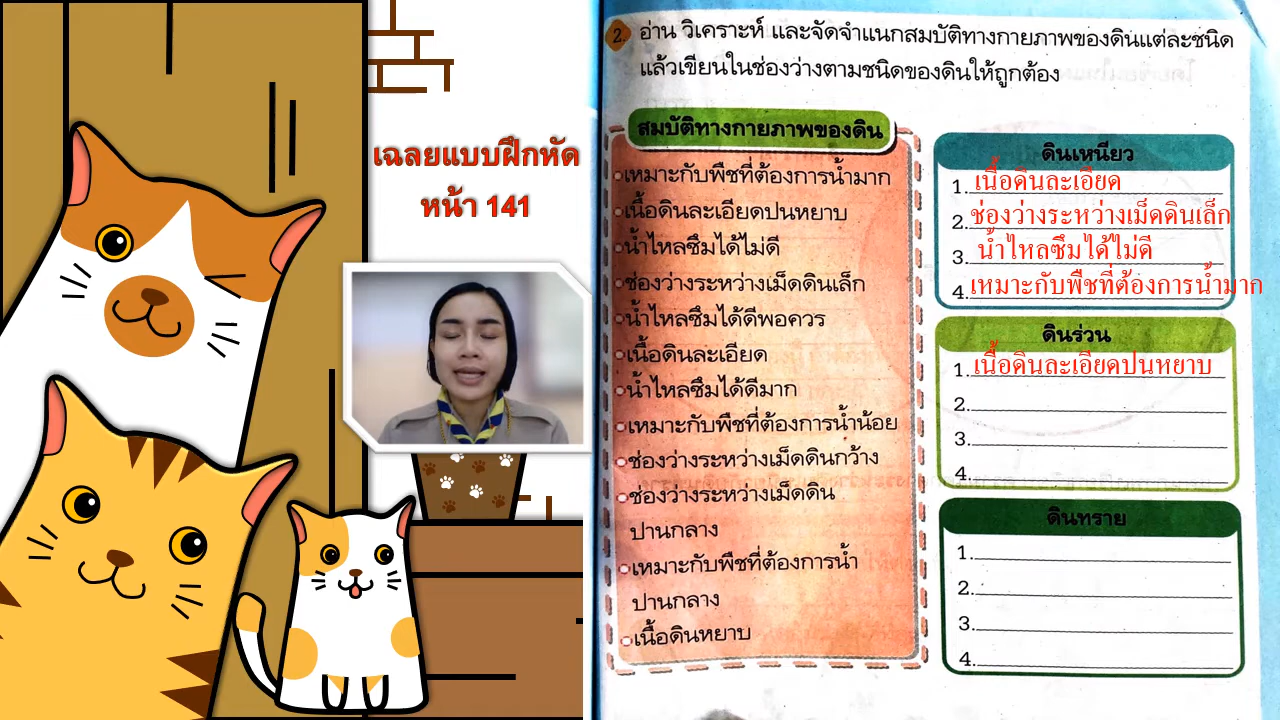 เฉลยแบบฝึกหัด
หน้า 141
2. อ่าน วิเคราะห์ และจัดจำแนกสมบัติทางกายภาพของดินแต่ละชนิด
แล้วเขียนในช่องว่างตามชนิดของดินให้ถูกต้อง
สมบัติทางกายภาพของดิน
เหมาะกับพืชที่ต้องการน้ำมาก
เนื้อดินละเอียดปนหยาบ
น้ำไหลซึมได้ไม่ดี
ช่องว่างระหว่างเม็ดดินเล็ก
น้ำไหลซึมได้ดีพอควร
เนื้อดินละเอียด
น้ำไหลซึมได้ดีมาก
เหมาะกับพืชที่ต้องการน้ำน้อย
ช่องว่างระหว่างเม็ดดินกว้าง
ช่องว่างระหว่างเม็ดดิน
ปานกลาง
เหมาะกับพืชที่ต้องการน้ำ
ปานกลาง
เนื้อดินหยาบ
ดินเหนียว
1. เนื้อดินละเอียด
2. ช่องว่างระหว่างเม็ดดินเล็ก
3. น้ำไหลซึมได้ไม่ดี
4. เหมาะกับพืชที่ต้องการน้ำมาก
ดินร่วน
1. เนื้อดินละเอียดปนหยาบ
2.
3.
4.
ดินทราย
1.
2.
3.
4.